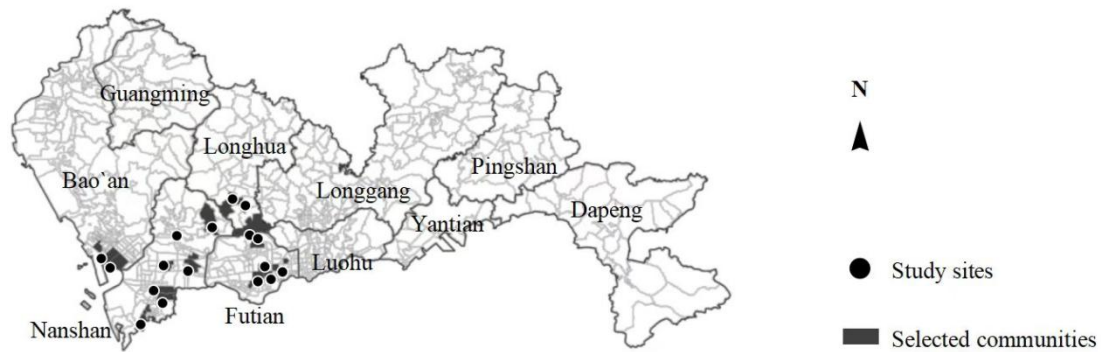 Guangming
N
Longhua
Pingshan
Bao`an
Longgang
Dapeng
Yantian
Luohu
Study sites
Futian
Nanshan
Selected communities